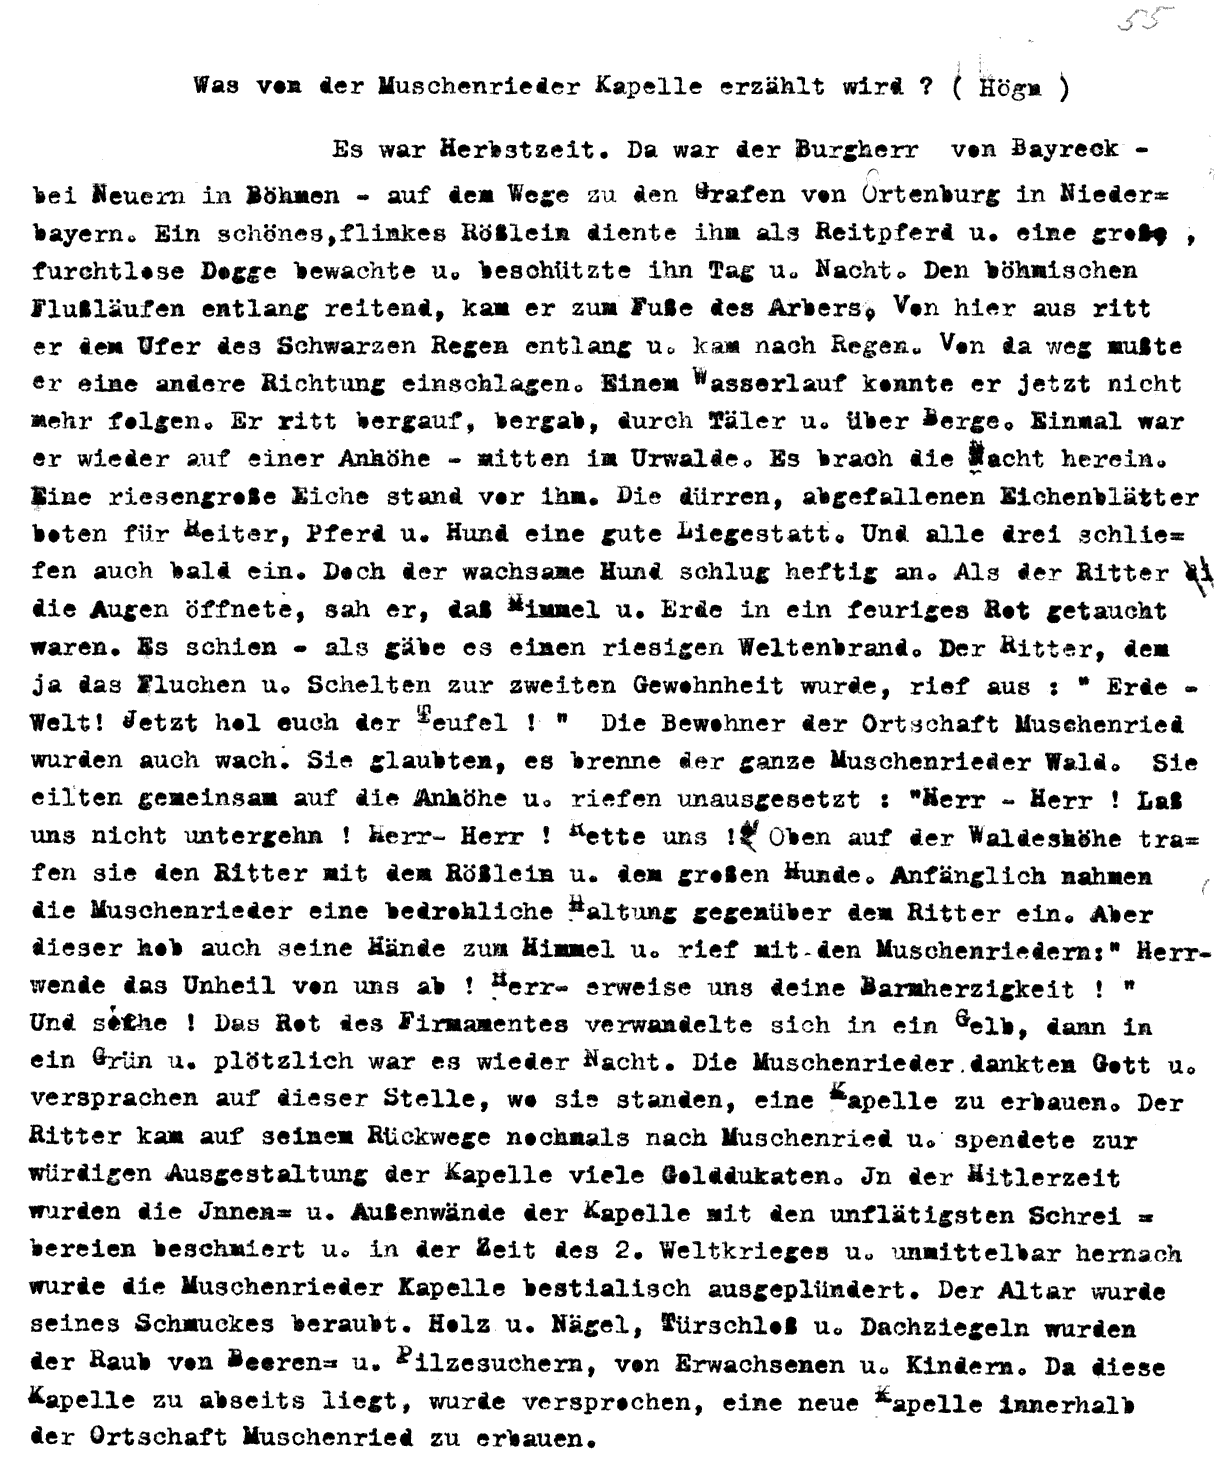 55
Was von der Muschenrieder Kapelle erzählt wird ? ( Högn )
Es war Herbstzeit. Da war der Burgherr von Bayreck -
bei Neuern in Böhmen - auf dem Wege zu den Grafen von Ortenburg in Nieder=
bayern. Ein schönes,flinkes Rößlein diente ihm als Reitpferd u. eine große ,
furchtlose Dogge bewachte u. beschützte ihn Tag u. Nacht. Den böhmischen
Flußläufen entlang reitend, kam er zum Fuße des Arbers. Von hier aus ritt
er dem Ufer des Schwarzen Regen entlang u. kam nach Regen. Von da weg mußte
er eine andere Richtung einschlagen. Einem Wasserlauf konnte er jetzt nicht
mehr folgen. Er ritt bergauf, bergab, durch Täler u. über Berge. Einmal war
er wieder auf einer Anhöhe - mitten im Urwalde. Es brach die Nacht herein.
Eine riesengroße Eiche stand vor ihm. Die dürren, abgefallenen Eichenblätter
boten für Reiter, Pferd u. Hund eine gute Liegestatt. Und alle drei schlie=
fen auch bald ein. Doch der wachsame Hund schlug heftig an. Als der Ritter
die Augen öffnete, sah er, daß Himmel u. Erde in ein feuriges Rot getaucht
waren. Es schien - als gäbe es einen riesigen Weltenbrand. Der Ritter, dem
ja das Fluchen u. Schelten zur zweiten Gewohnheit wurde, rief aus : " Erde -
Welt! Jetzt hol euch der Teufel ! " Die Bewohner der Ortschaft Muschenried
wurden auch wach. Sie glaubten, es brenne der ganze Muschenrieder Wald. Sie
eilten gemeinsam auf die Anhöhe u. riefen unausgesetzt : "Herr - Herr ! Laß
uns nicht untergehn ! Herr- Herr ! Rette uns !" Oben auf der Waldeshöhe tra=
fen sie den Ritter mit dem Rößlein u. dem großen Hunde. Anfänglich nahmen
die Muschenrieder eine bedrohliche Haltung gegenüber dem Ritter ein. Aber
dieser hob auch seine Hände zum Himmel u. rief mit den Muschenriedern:" Herr-
wende das Unheil von uns ab ! Herr- erweise uns deine Barmherzigkeit ! "
Und siehe ! Das Rot des Firmamentes verwandelte sich in ein Gelb, dann in
ein Grün u. plötzlich war es wieder Nacht. Die Muschenrieder dankten Gott u.
versprachen auf dieser Stelle, wo sie standen, eine Kapelle zu erbauen. Der
Ritter kam auf seinem Rückwege nochmals nach Muschenried u. spendete zur
würdigen Ausgestaltung der Kapelle viele Golddukaten. Jn der Hitlerzeit
wurden die Jnnen= u. Außenwände der Kapelle mit den unflätigsten Schrei =
bereien beschmiert u. in der Zeit des 2. Weltkrieges u. unmittelbar hernach
wurde die Muschenrieder Kapelle bestialisch ausgeplündert. Der Altar wurde
seines Schmuckes beraubt. Holz u. Nägel, Türschloß u. Dachziegeln wurden
der Raub von Beeren= u. Pilzesuchern, von Erwachsenen u. Kindern. Da diese
Kapelle zu abseits liegt, wurde versprochen, eine neue Kapelle innerhalb
der Ortschaft Muschenried zu erbauen.